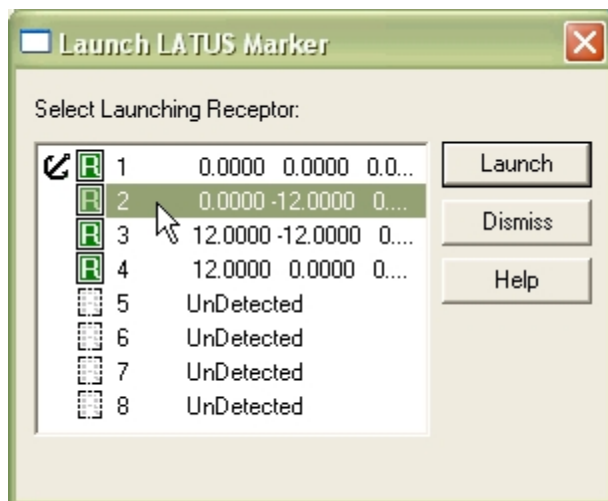 Launch LATUS Marker
Select Launching Receptor:
R 1 0.0000 0.0000 0.0...
R 2 0.0000 -12.0000 0....
R 3 12.0000 -12.0000 0....
R 4 12.0000 0.0000 0....
5 UnDetected
6 UnDetected
7 UnDetected
8 UnDetected
Launch
Dismiss
Help